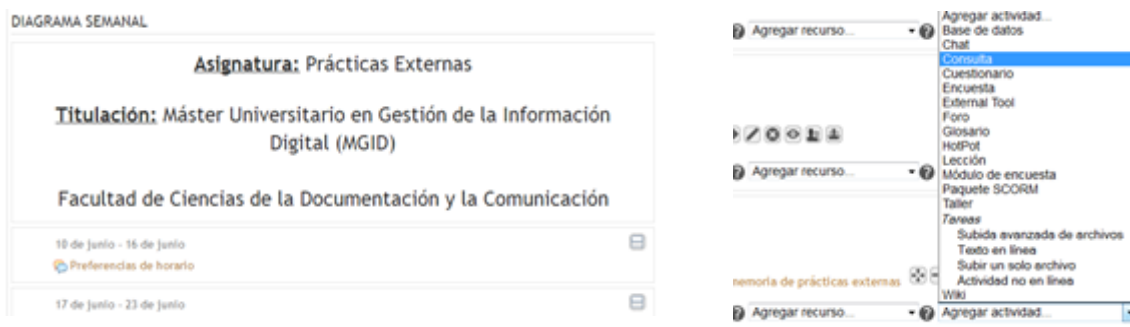 DIAGRAMA SEMANAL
Asignatura: Prácticas Externas
Titulación: Máster Universitario en Gestión de la Información
Digital (MGID)
Facultad de Ciencias de la Documentación y la Comunicación
10 de junio - 16 de junio
Preferencias de horario
17 de junio - 23 de junio
Agregar recurso...
Agregar actividad...
Base de datos
Chat
Consulta
Cuestionario
Encuesta
External Tool
Foro
Glosario
HotPot
Lección
Agregar recurso...
Módulo de encuesta
Paquete SCORM
Taller
Tareas
Subida avanzada de archivos
Texto en línea
Subir un solo archivo
Actividad no en línea
Wiki
memoria de prácticas externas
Agregar recurso...
Agregar actividad...